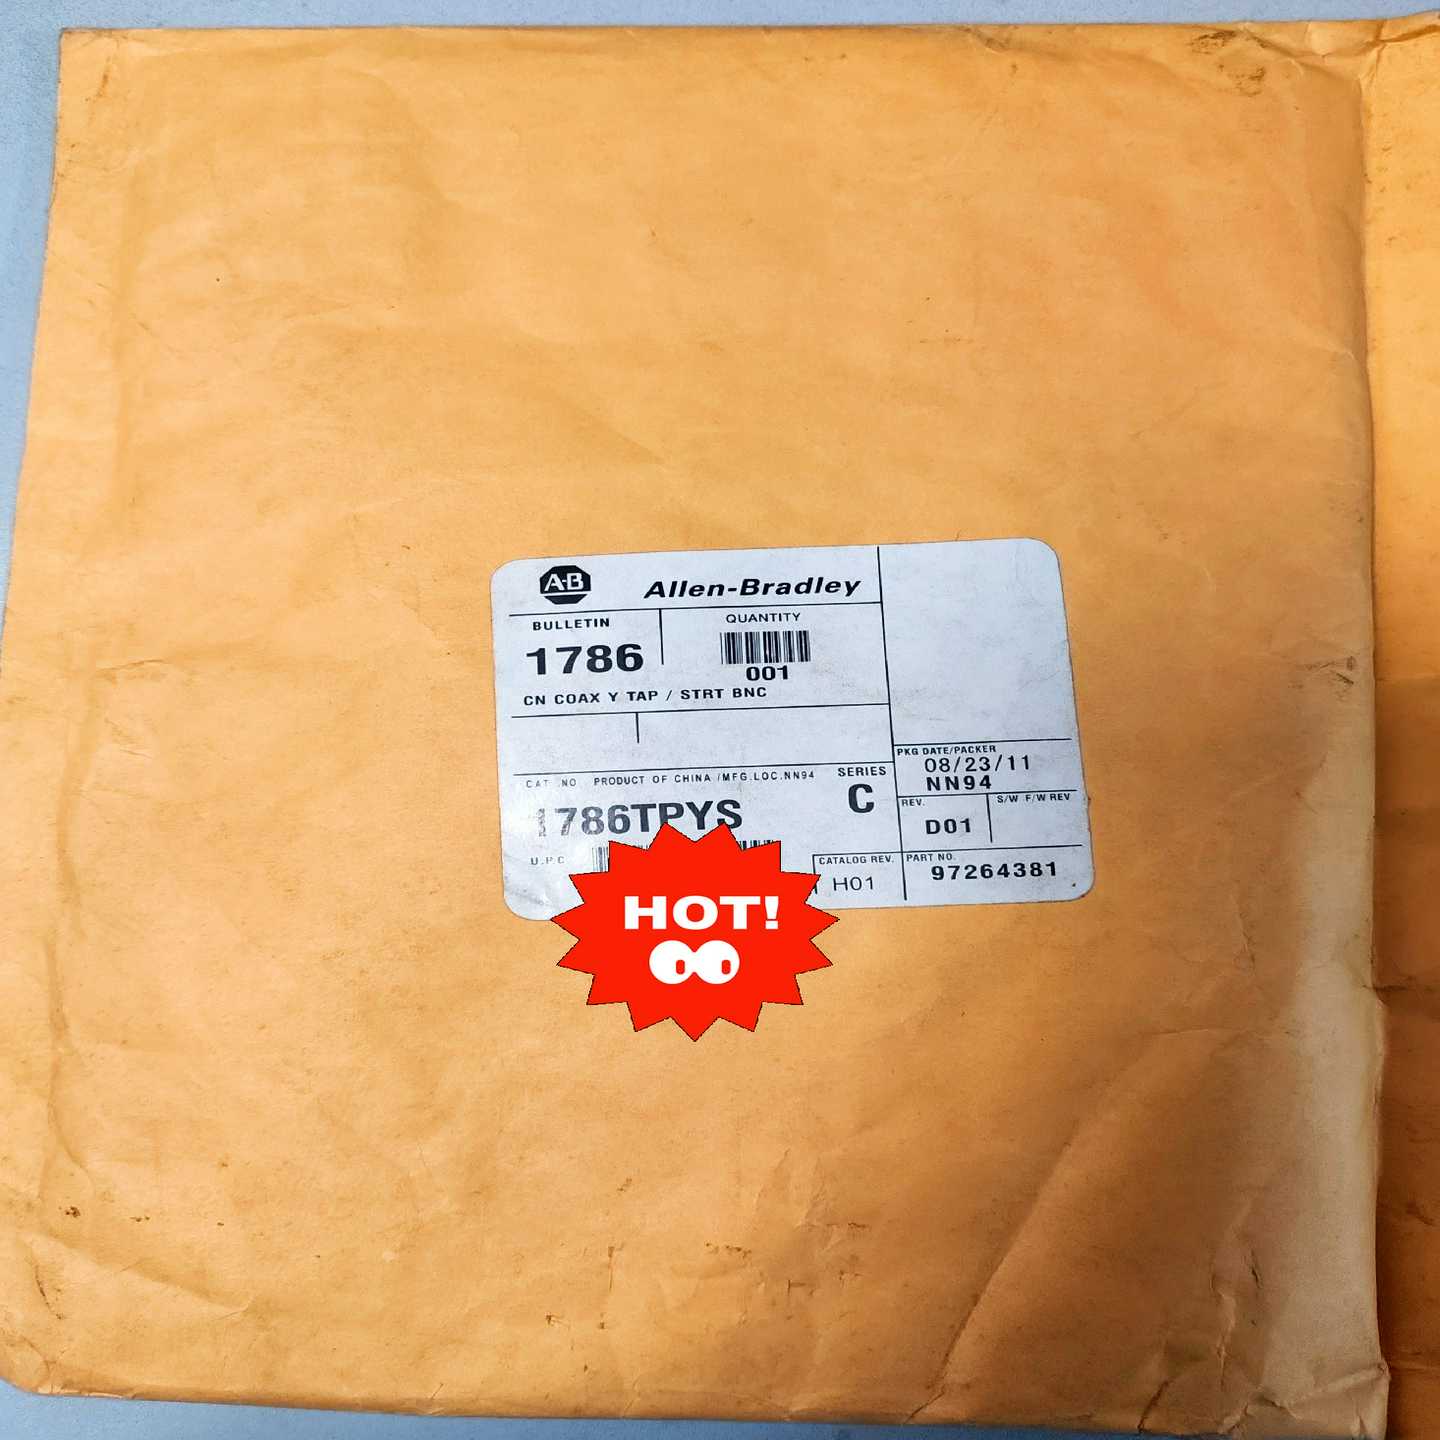 A-B Allen-Bradley
BULLETIN
1786
QUANTITY
001
CN COAX Y TAP / STRT BNC
PKG DATE/PACKER
08/23/11
NN94
CAT. NO PRODUCT OF CHINA /MFG.LOC.NN94 SERIES
1786TPYS C
REV. S/W F/W REV
D01
U.P.C
CATALOG REV. PART NO.
H01 97264381
HOT!